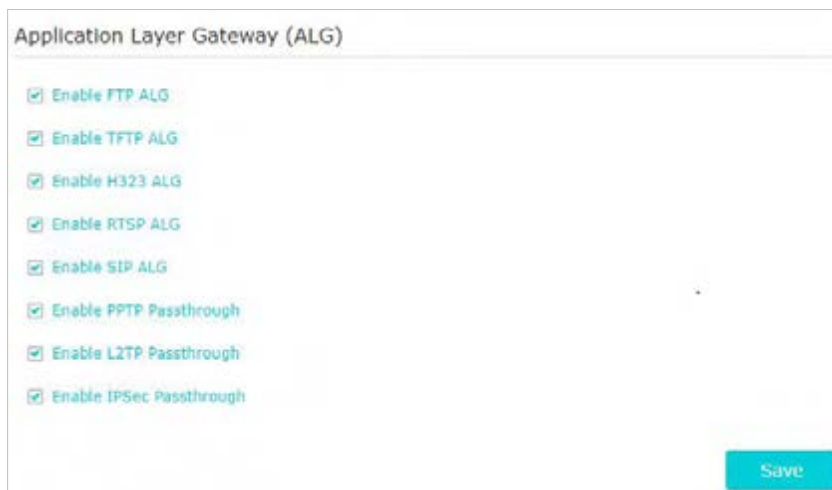 Application Layer Gateway (ALG)
Enable FTP ALG
Enable TFTP ALG
Enable H323 ALG
Enable RTSP ALG
Enable SIP ALG
Enable PPTP Passthrough
Enable L2TP Passthrough
Enable IPSec Passthrough
Save